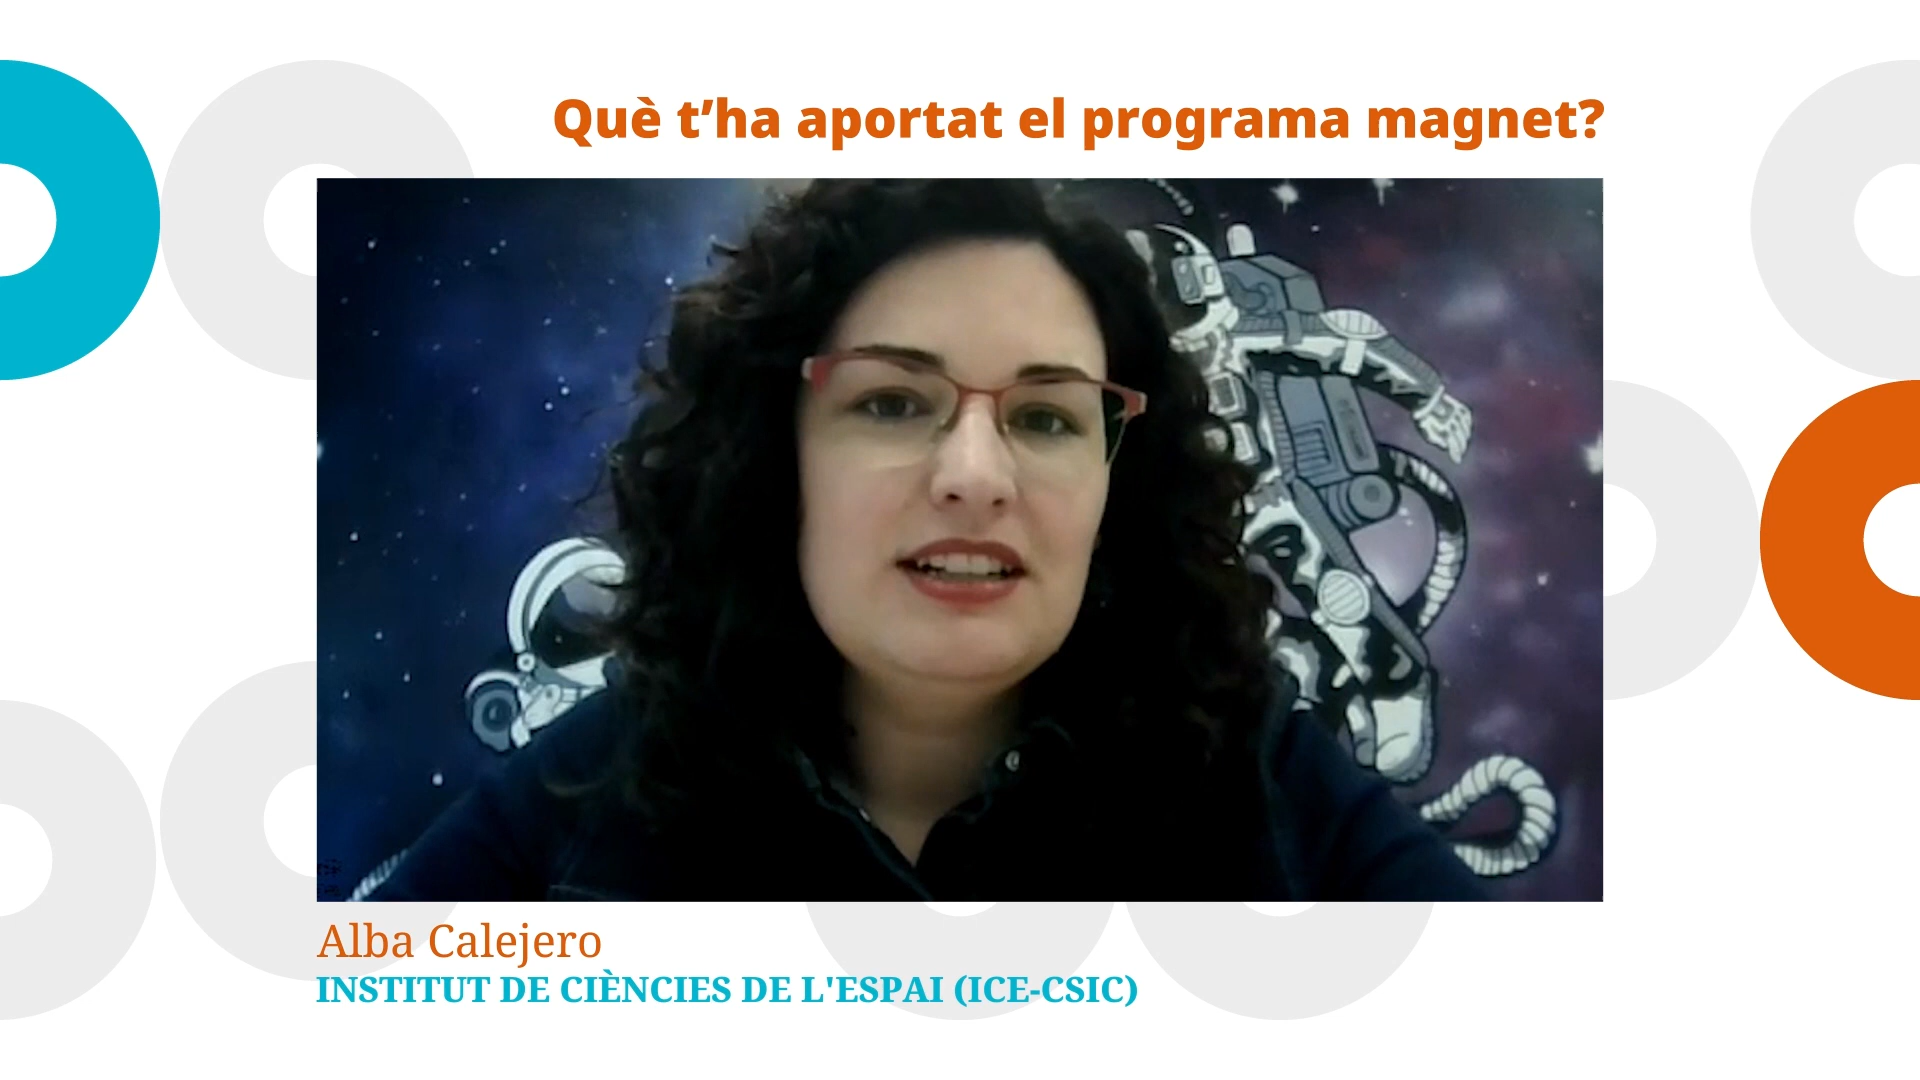 Què t’ha aportat el programa magnet?
Alba Calejero
INSTITUT DE CIÈNCIES DE L'ESPAI (ICE-CSIC)